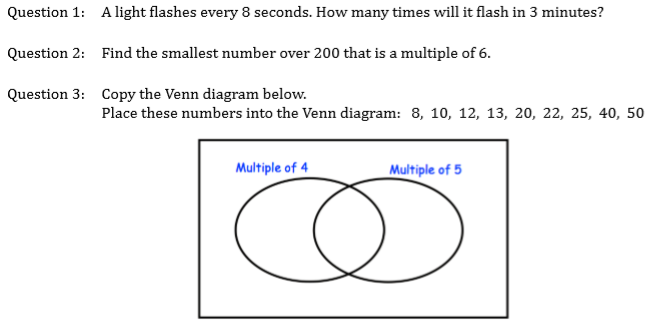 Question 1: A light flashes every 8 seconds. How many times will it flash in 3 minutes?
Question 2: Find the smallest number over 200 that is a multiple of 6.
Question 3: Copy the Venn diagram below.
Place these numbers into the Venn diagram: 8, 10, 12, 13, 20, 22, 25, 40, 50
Multiple of 4 Multiple of 5